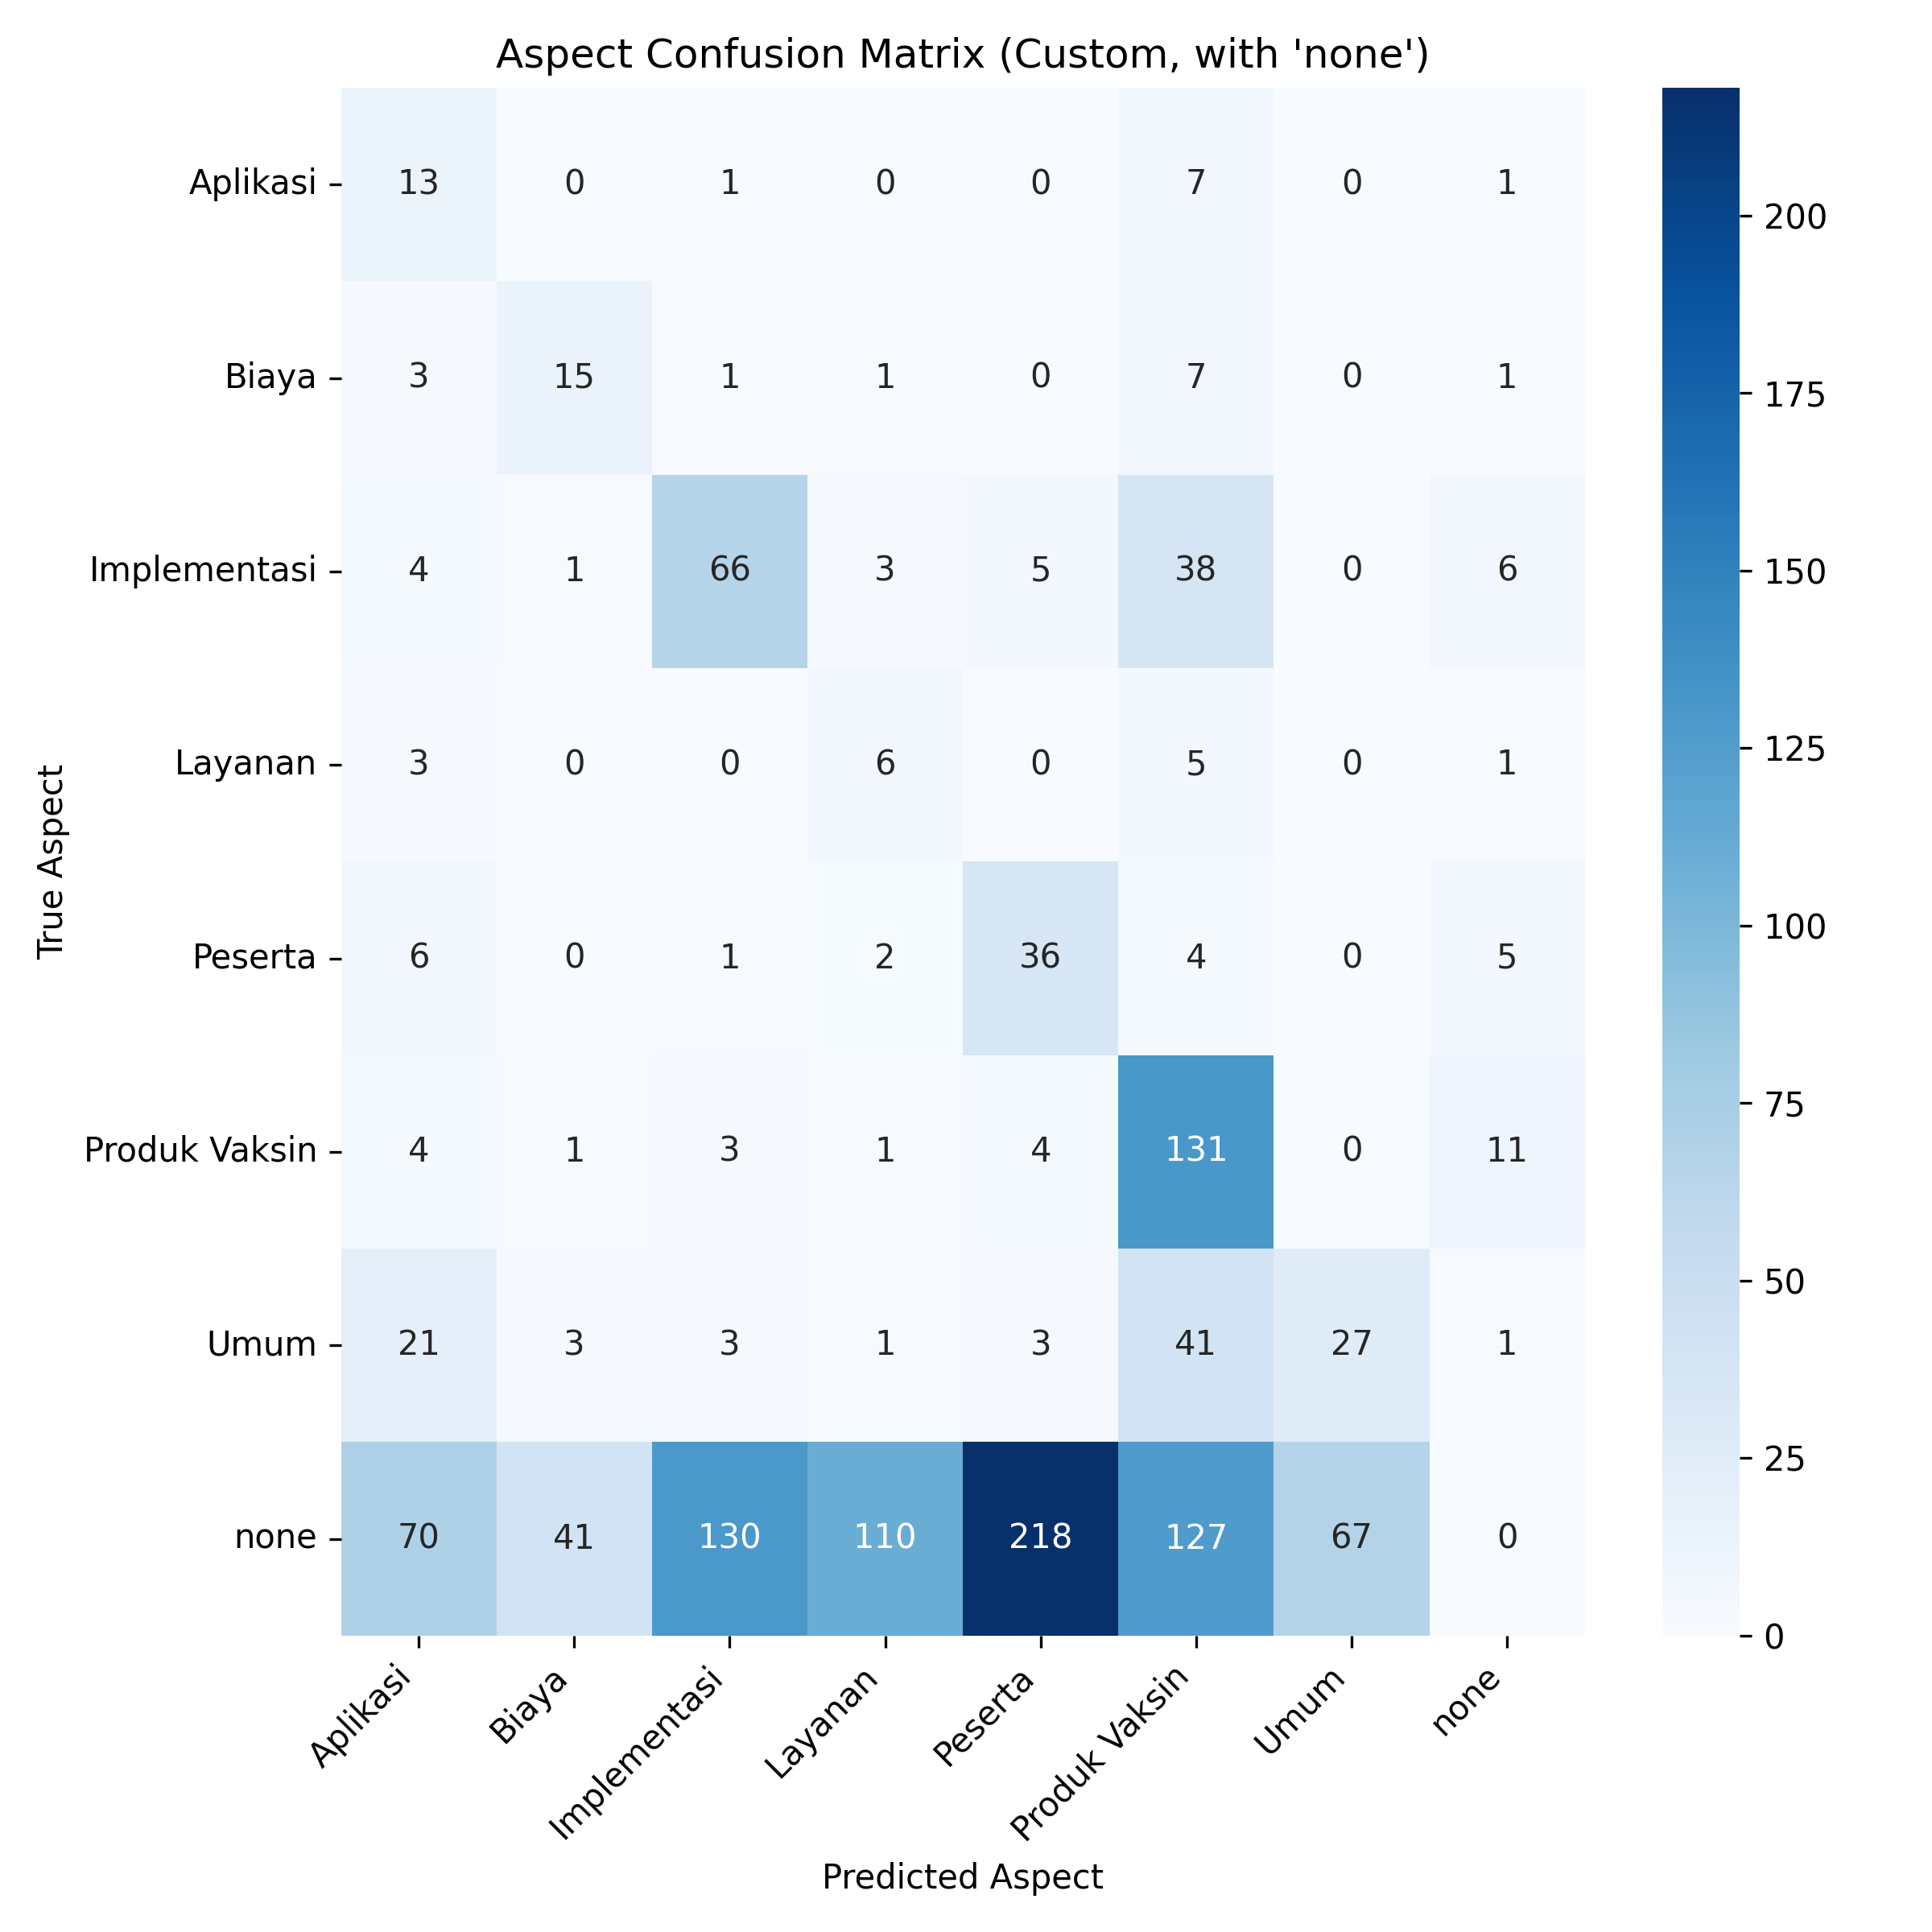 Aspect Confusion Matrix (Custom, with 'none')
True Aspect
Aplikasi 13 0 1 0 0 7 0 1
Biaya 3 15 1 1 0 7 0 1
Implementasi 4 1 66 3 5 38 0 6
Layanan 3 0 0 6 0 5 0 1
Peserta 6 0 1 2 36 4 0 5
Produk Vaksin 4 1 3 1 4 131 0 11
Umum 21 3 3 1 3 41 27 1
none 70 41 130 110 218 127 67 0
Aplikasi Biaya Implementasi Layanan Peserta Produk Vaksin Umum none
Predicted Aspect
200
175
150
125
100
75
50
25
0